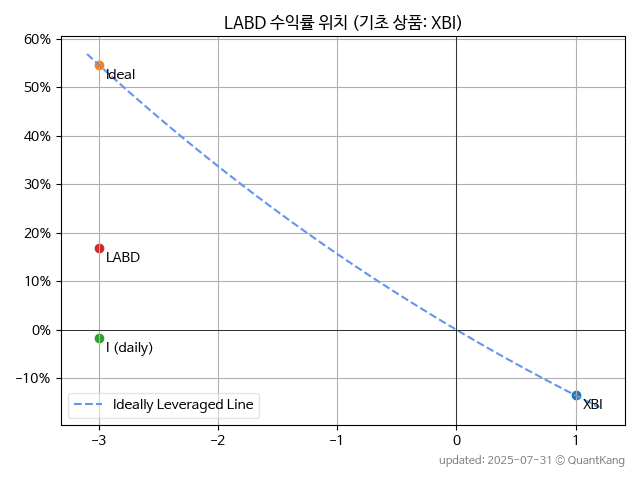 LABD 수익률 위치 (기초 상품: XBI)
60%
50%
40%
30%
20%
10%
0%
−10%
Ideal
LABD
I (daily)
XBI
Ideally Leveraged Line
−3
−2
−1
0
1
updated: 2025-07-31 © QuantKang